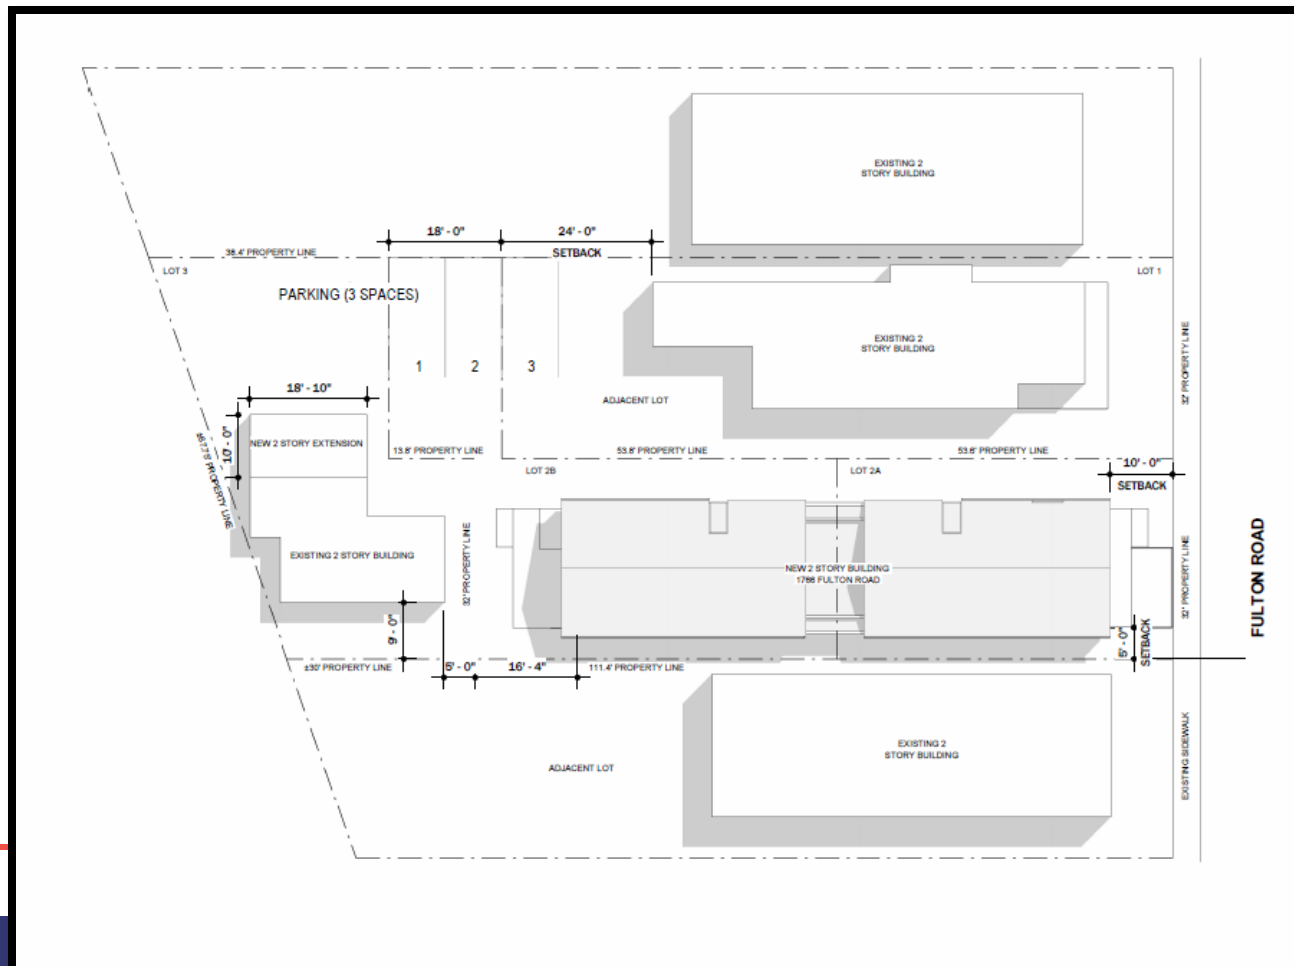 EXISTING 2
STORY BUILDING
18' - 0"
24' - 0"
SETBACK
38.4' PROPERTY LINE
LOT 3
LOT 1
PARKING (3 SPACES)
EXISTING 2
STORY BUILDING
32' PROPERTY LINE
1
2
3
18' - 10"
ADJACENT LOT
10' - 0"
NEW 2 STORY EXTENSION
±67.75' PROPERTY LINE
13.8' PROPERTY LINE
53.8' PROPERTY LINE
53.6' PROPERTY LINE
LOT 2B
LOT 2A
10' - 0"
SETBACK
EXISTING 2 STORY BUILDING
32' PROPERTY LINE
NEW 2 STORY BUILDING
1766 FULTON ROAD
32' PROPERTY LINE
FULTON ROAD
9' - 0"
5' - 0"
SETBACK
±30' PROPERTY LINE
5' - 0"
16' - 4"
111.4' PROPERTY LINE
EXISTING 2
STORY BUILDING
ADJACENT LOT
EXISTING SIDEWALK